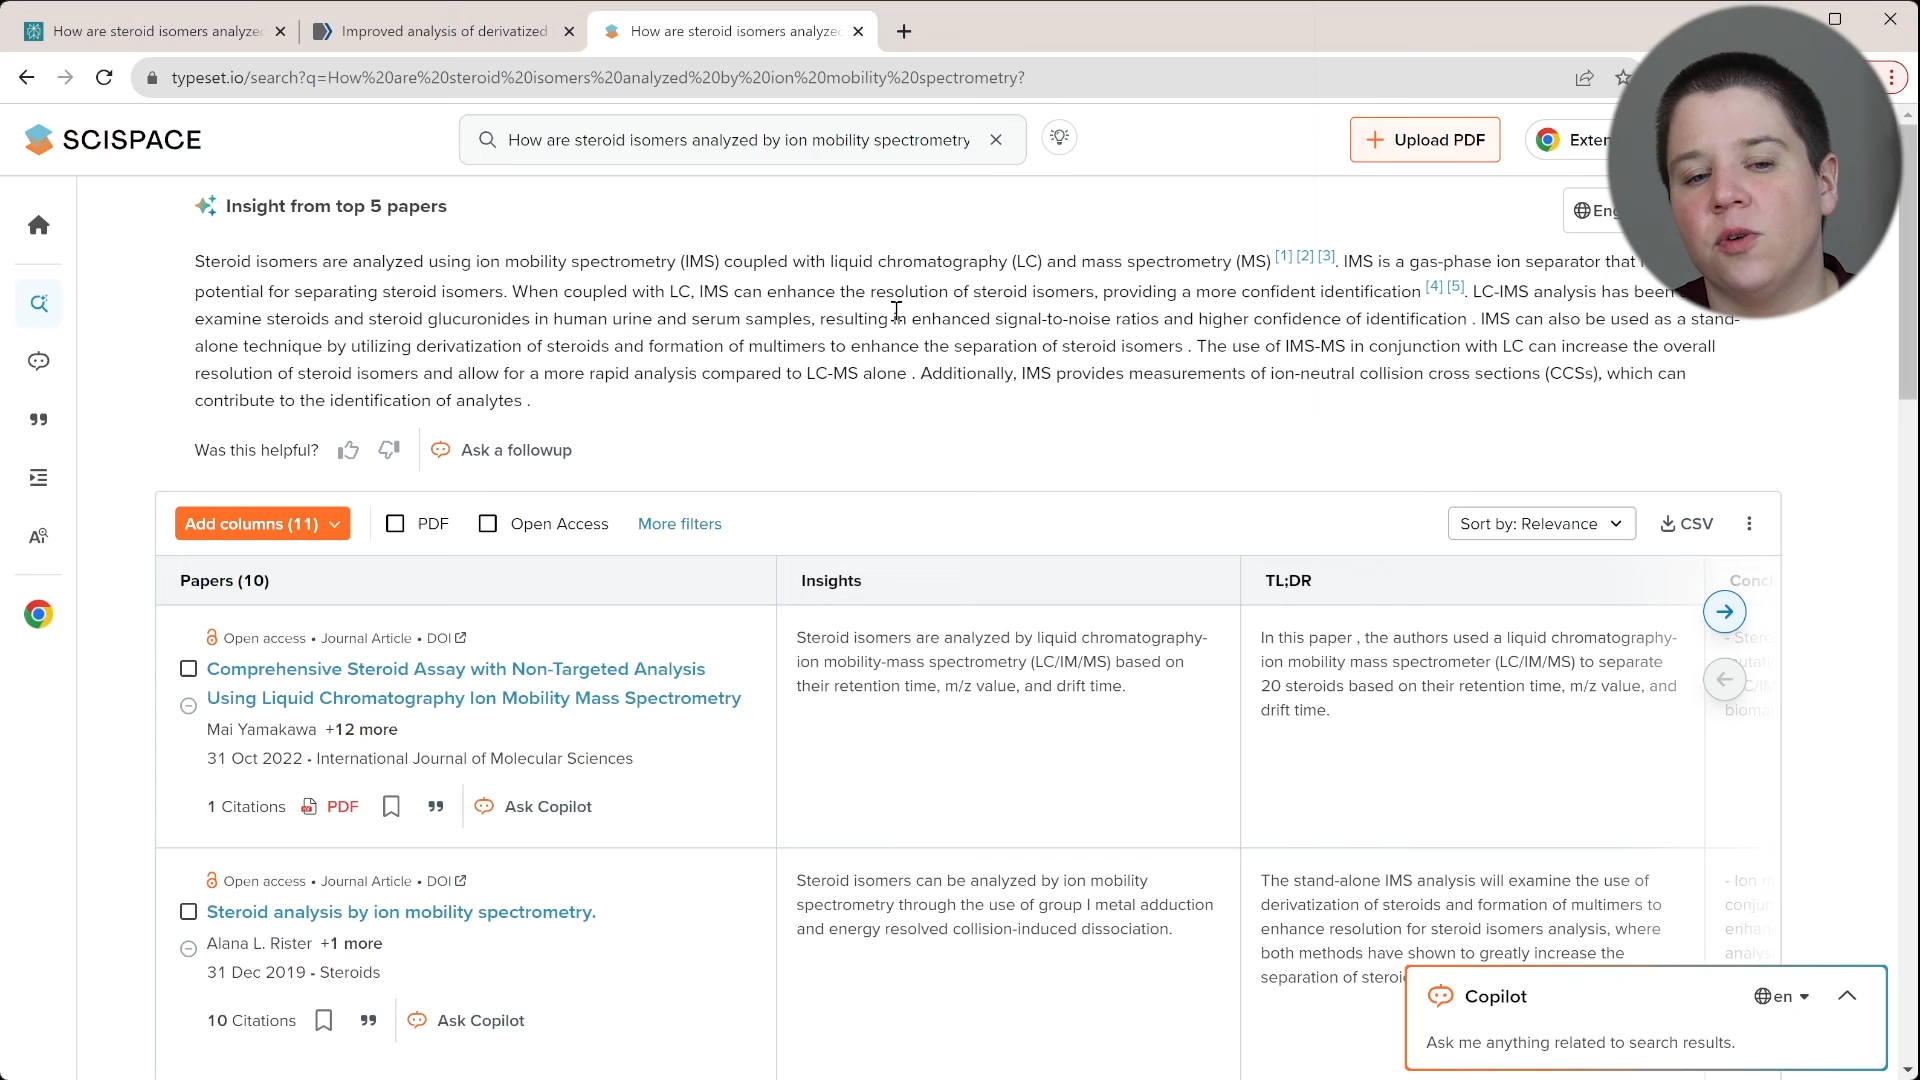 How are steroid isomers analyze
Improved analysis of derivatized
How are steroid isomers analyze
typeset.io/search?q=How%20are%20steroid%20isomers%20analyzed%20by%20ion%20mobility%20spectrometry?
SCISPACE
How are steroid isomers analyzed by ion mobility spectrometry
Upload PDF
Exten
Insight from top 5 papers
Eng
Steroid isomers are analyzed using ion mobility spectrometry (IMS) coupled with liquid chromatography (LC) and mass spectrometry (MS) [1] [2] [3]. IMS is a gas-phase ion separator that
potential for separating steroid isomers. When coupled with LC, IMS can enhance the resolution of steroid isomers, providing a more confident identification [4] [5]. LC-IMS analysis has been
examine steroids and steroid glucuronides in human urine and serum samples, resulting in enhanced signal-to-noise ratios and higher confidence of identification . IMS can also be used as a stand-
alone technique by utilizing derivatization of steroids and formation of multimers to enhance the separation of steroid isomers . The use of IMS-MS in conjunction with LC can increase the overall
resolution of steroid isomers and allow for a more rapid analysis compared to LC-MS alone . Additionally, IMS provides measurements of ion-neutral collision cross sections (CCSs), which can
contribute to the identification of analytes .
Was this helpful?
Ask a followup
Add columns (11)
PDF
Open Access
More filters
Sort by: Relevance
CSV
Papers (10)
Insights
TL;DR
Conc
Open access • Journal Article • DOI
Comprehensive Steroid Assay with Non-Targeted Analysis
Using Liquid Chromatography Ion Mobility Mass Spectrometry
Mai Yamakawa +12 more
31 Oct 2022 - International Journal of Molecular Sciences
1 Citations
PDF
Ask Copilot
Steroid isomers are analyzed by liquid chromatography-
ion mobility-mass spectrometry (LC/IM/MS) based on
their retention time, m/z value, and drift time.
In this paper , the authors used a liquid chromatography-
ion mobility mass spectrometer (LC/IM/MS) to separate
20 steroids based on their retention time, m/z value, and
drift time.
- Stero
biomar
Open access • Journal Article • DOI
Steroid analysis by ion mobility spectrometry.
Alana L. Rister +1 more
31 Dec 2019 - Steroids
10 Citations
Ask Copilot
Steroid isomers can be analyzed by ion mobility
spectrometry through the use of group I metal adduction
and energy resolved collision-induced dissociation.
The stand-alone IMS analysis will examine the use of
derivatization of steroids and formation of multimers to
enhance resolution for steroid isomers analysis, where
both methods have shown to greatly increase the
separation of steroi
- Ion m
conjun
enhan
analys
Copilot
en
Ask me anything related to search results.